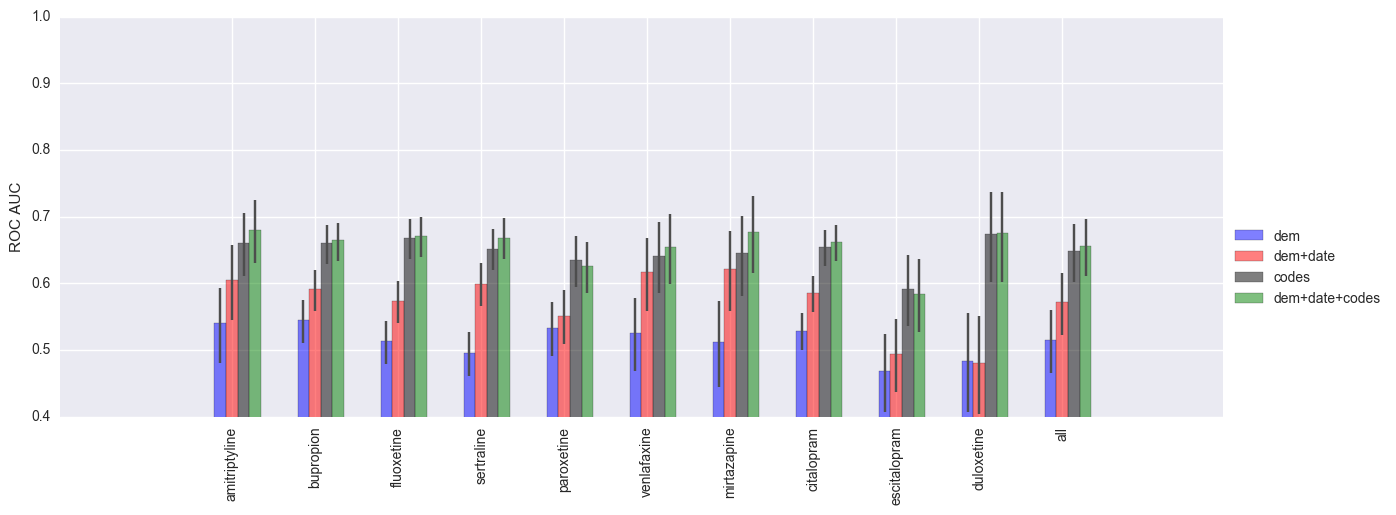 1.0
0.9
0.8
0.7
0.6
0.5
0.4
ROC AUC
amitriptyline
bupropion
fluoxetine
sertraline
paroxetine
venlafaxine
mirtazapine
citalopram
escitalopram
duloxetine
all
dem
dem+date
codes
dem+date+codes